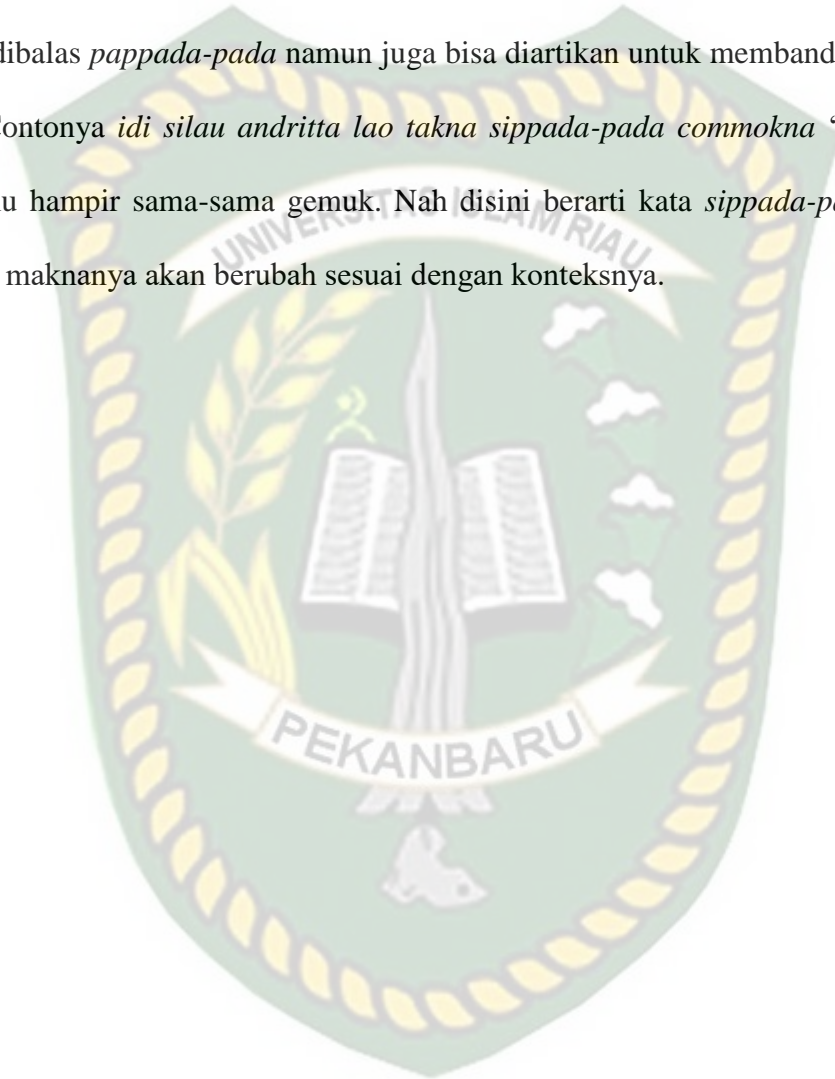 dibalas pappada-pada namun juga bisa diartikan untuk memband
Contonya idi silau andritta lao takna sippada-pada commokna “
u hampir sama-sama gemuk. Nah disini berarti kata sippada-pa
maknanya akan berubah sesuai dengan konteksnya.
UNIVERSITAS ISLAM RIAU
PEKANBARU